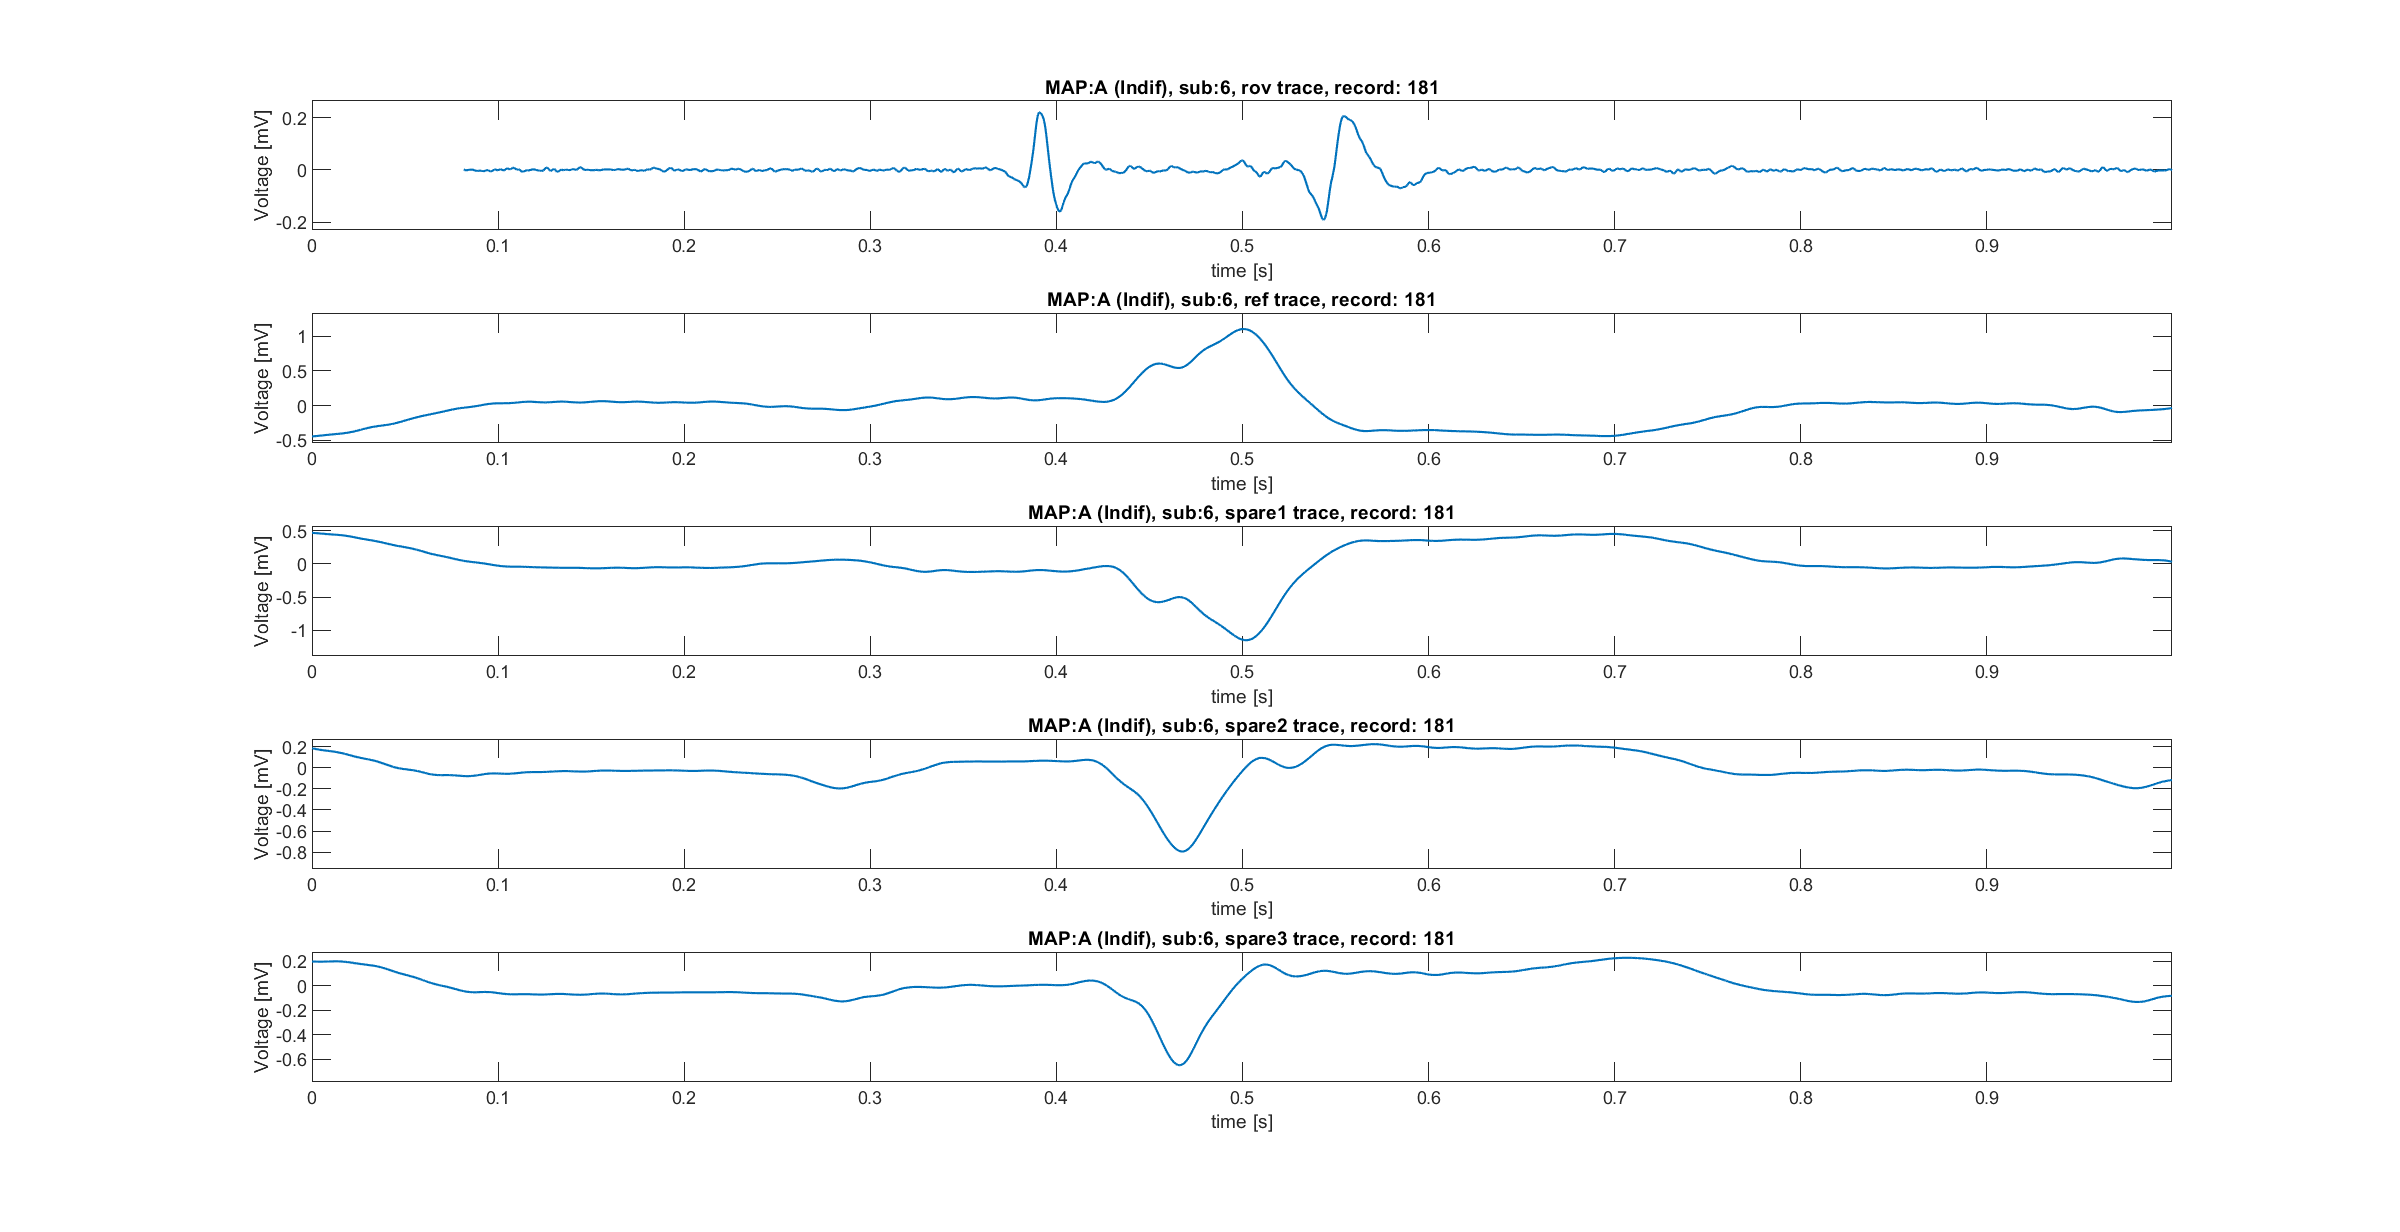 MAP:A (Indif), sub:6, rov trace, record: 181
Voltage [mV]
0.2
0
-0.2
0 0.1 0.2 0.3 0.4 0.5 0.6 0.7 0.8 0.9
time [s]
MAP:A (Indif), sub:6, ref trace, record: 181
Voltage [mV]
1
0.5
0
-0.5
0 0.1 0.2 0.3 0.4 0.5 0.6 0.7 0.8 0.9
time [s]
MAP:A (Indif), sub:6, spare1 trace, record: 181
Voltage [mV]
0.5
0
-0.5
-1
0 0.1 0.2 0.3 0.4 0.5 0.6 0.7 0.8 0.9
time [s]
MAP:A (Indif), sub:6, spare2 trace, record: 181
Voltage [mV]
0.2
0
-0.2
-0.4
-0.6
-0.8
0 0.1 0.2 0.3 0.4 0.5 0.6 0.7 0.8 0.9
time [s]
MAP:A (Indif), sub:6, spare3 trace, record: 181
Voltage [mV]
0.2
0
-0.2
-0.4
-0.6
0 0.1 0.2 0.3 0.4 0.5 0.6 0.7 0.8 0.9
time [s]